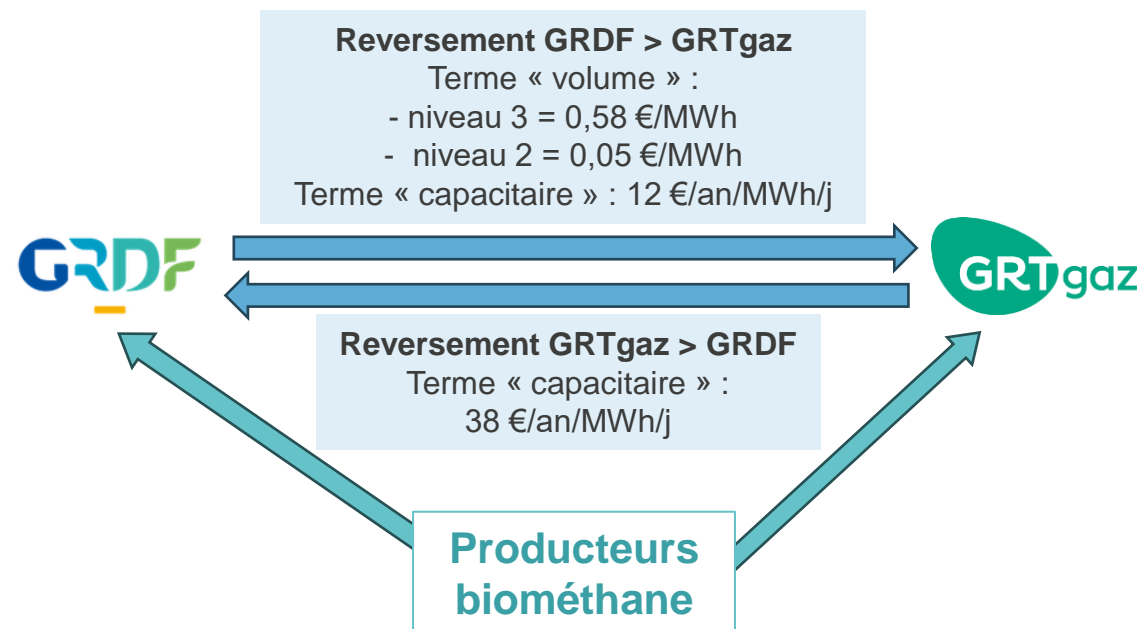 Reversement GRDF > GRTgaz
Terme « volume » :
- niveau 3 = 0,58 €/MWh
- niveau 2 = 0,05 €/MWh
Terme « capacitaire » : 12 €/an/MWh/j
GRDF
GRTgaz
Reversement GRTgaz > GRDF
Terme « capacitaire » :
38 €/an/MWh/j
Producteurs
biométhane